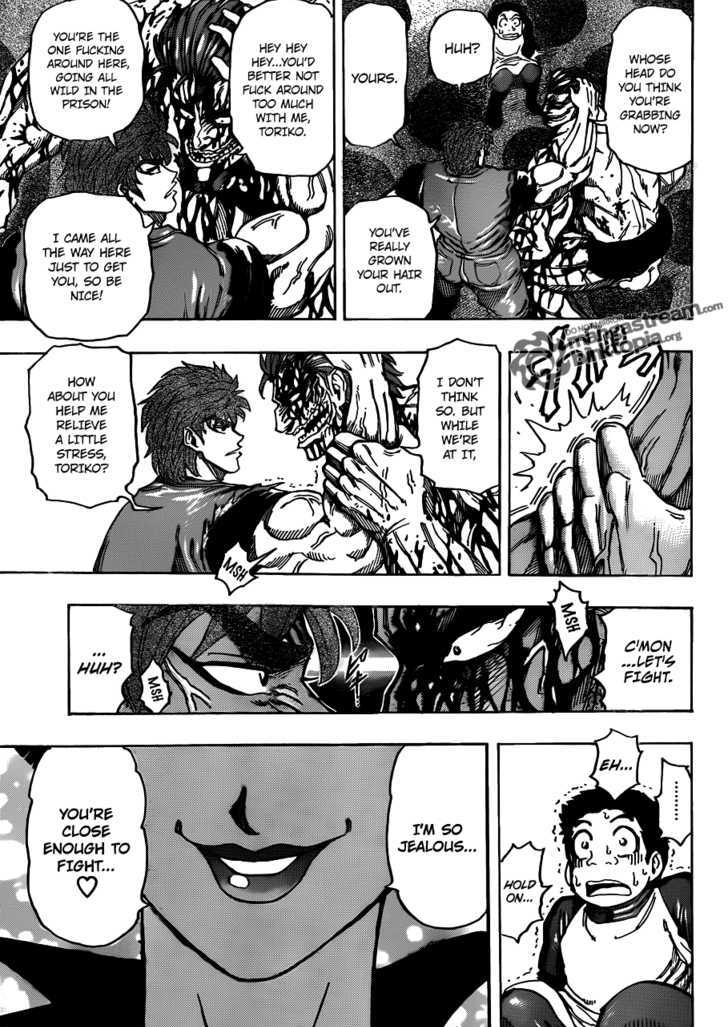 WHOSE
HEAD DO
YOU THINK
YOU'RE
GRABBING
NOW?
HUH?
YOURS.
YOU'VE
REALLY
GROWN
YOUR HAIR
OUT.
HEY HEY
HEY...YOU'D
BETTER NOT
FUCK AROUND
TOO MUCH
WITH ME,
TORIKO.
YOU'RE THE
ONE FUCKING
AROUND HERE,
GOING ALL
WILD IN THE
PRISON!
I CAME ALL
THE WAY HERE
JUST TO GET
YOU, SO BE
NICE!
mangastream.com
I DON'T
THINK
SO. BUT
WHILE
WE'RE
AT IT,
HOW
ABOUT YOU
HELP ME
RELIEVE
A LITTLE
STRESS,
TORIKO?
MSH
MSH
C'MON
...LET'S
FIGHT.
MSH
...
HUH?
........
EH...
HOLD
ON...
I'M SO
JEALOUS...
YOU'RE
CLOSE
ENOUGH TO
FIGHT...
♡